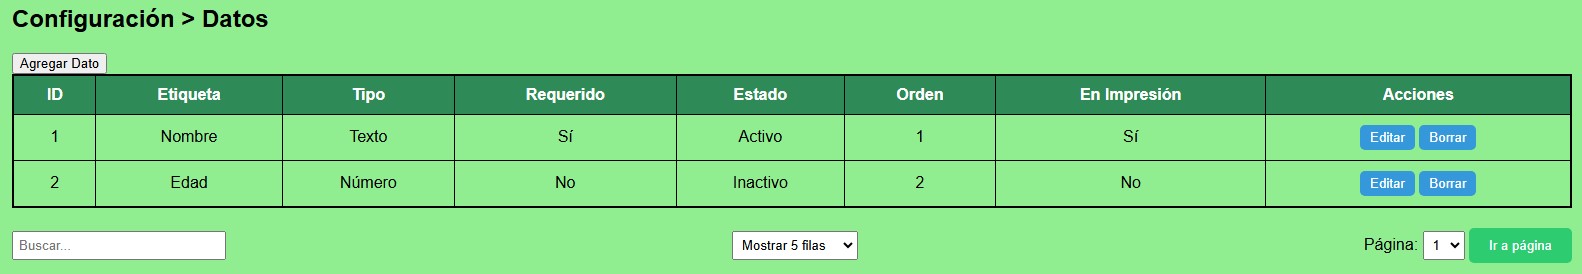 Configuración > Datos
Agregar Dato
ID Etiqueta Tipo Requerido Estado Orden En Impresión Acciones
1 Nombre Texto Sí Activo 1 Sí Editar Borrar
2 Edad Número No Inactivo 2 No Editar Borrar
Buscar... Mostrar 5 filas Página: 1 Ir a página